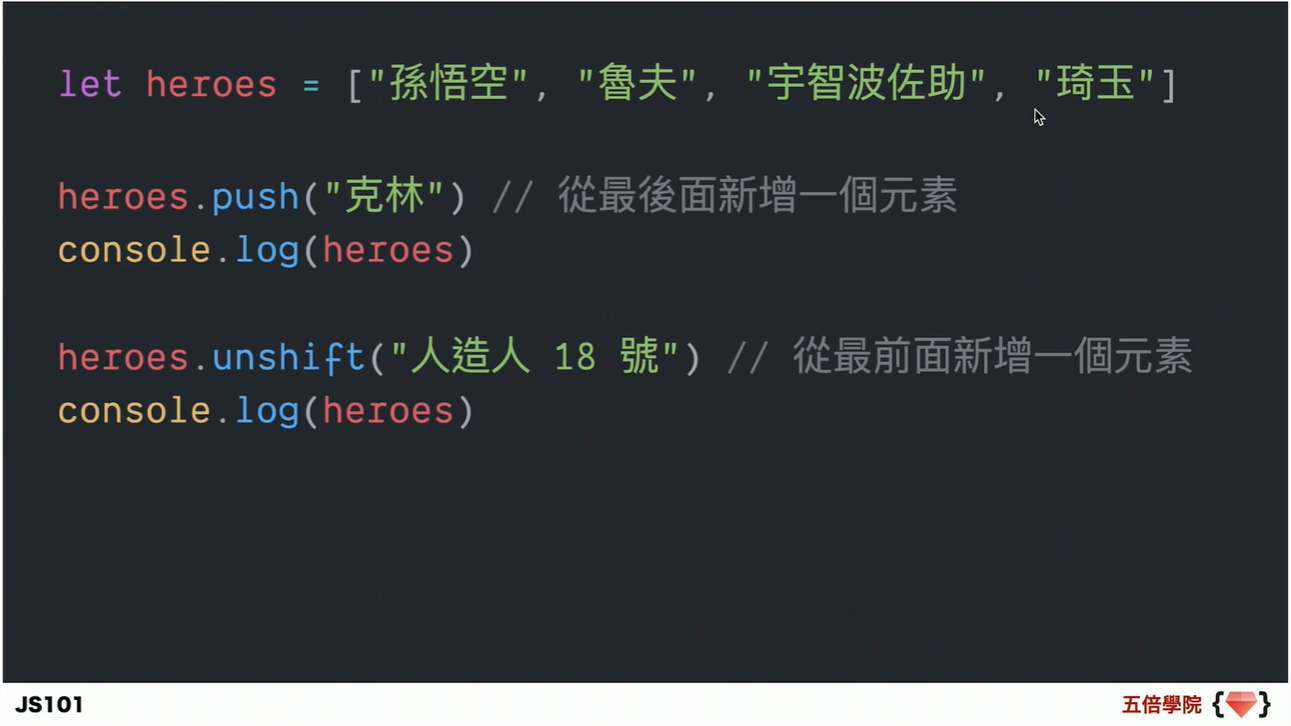 let heroes = ["孫悟空", "魯夫", "宇智波佐助", "琦玉"]
heroes.push("克林") // 從最後面新增一個元素
console.log(heroes)
heroes.unshift("人造人 18 號") // 從最前面新增一個元素
console.log(heroes)
JS101
五倍學院 { }